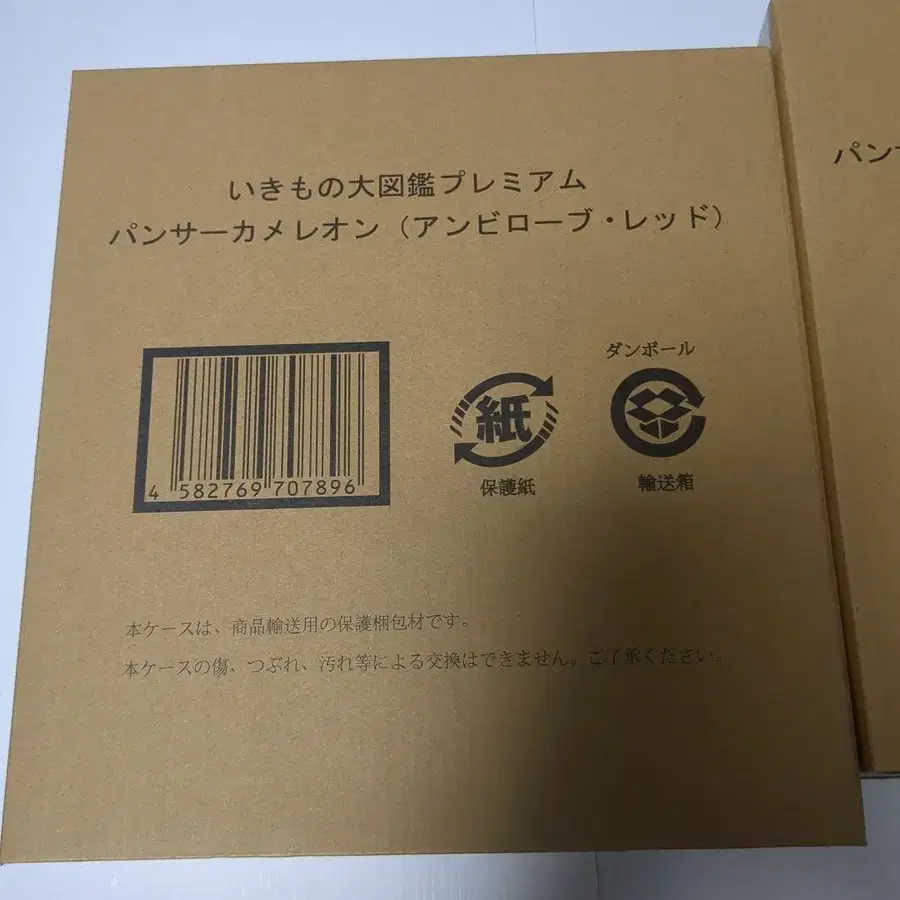 いきもの大図鑑プレミアム
パンサーカメレオン（アンビローブ・レッド）
パン
4 582769 707896
紙
保護紙
ダンボール
輸送箱
本ケースは、商品輸送用の保護梱包材です。
本ケースの傷、つぶれ、汚れ等による交換はできません。ご了承ください。